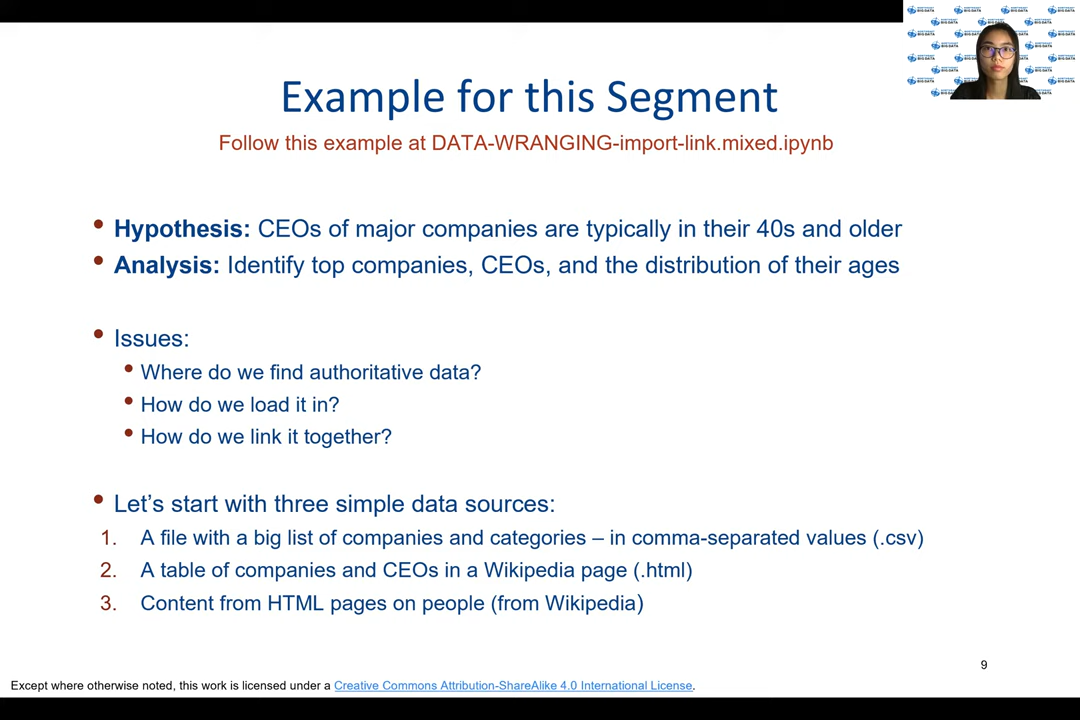 Example for this Segment
Follow this example at DATA-WRANGING-import-link.mixed.ipynb
• Hypothesis: CEOs of major companies are typically in their 40s and older
• Analysis: Identify top companies, CEOs, and the distribution of their ages
• Issues:
• Where do we find authoritative data?
• How do we load it in?
• How do we link it together?
• Let’s start with three simple data sources:
1. A file with a big list of companies and categories – in comma-separated values (.csv)
2. A table of companies and CEOs in a Wikipedia page (.html)
3. Content from HTML pages on people (from Wikipedia)
9
Except where otherwise noted, this work is licensed under a Creative Commons Attribution-ShareAlike 4.0 International License.